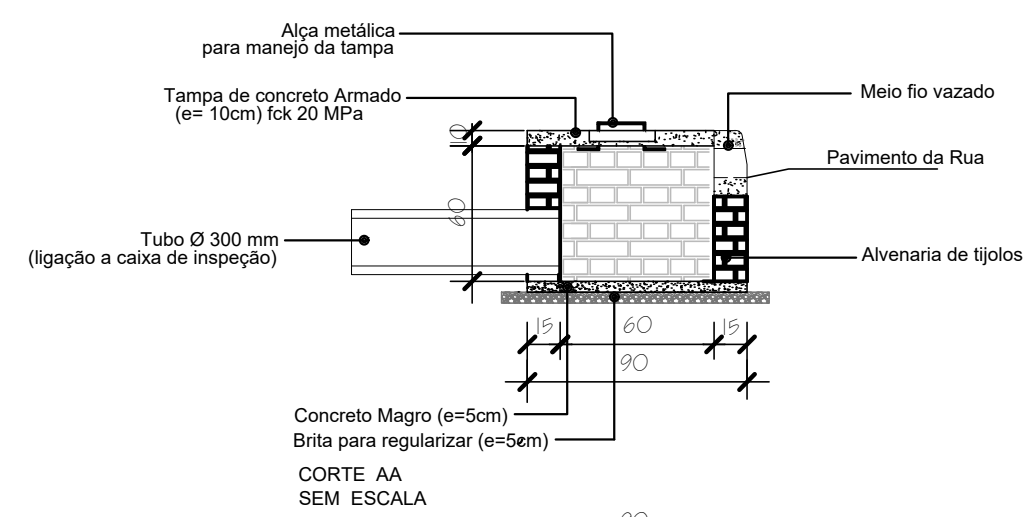 Alça metálica
para manejo da tampa
Tampa de concreto Armado
(e= 10cm) fck 20 MPa
Meio fio vazado
Pavimento da Rua
10
60
Tubo Ø 300 mm
(ligação a caixa de inspeção)
Alvenaria de tijolos
15 60 15
90
Concreto Magro (e=5cm)
Brita para regularizar (e=5cm)
CORTE AA
SEM ESCALA